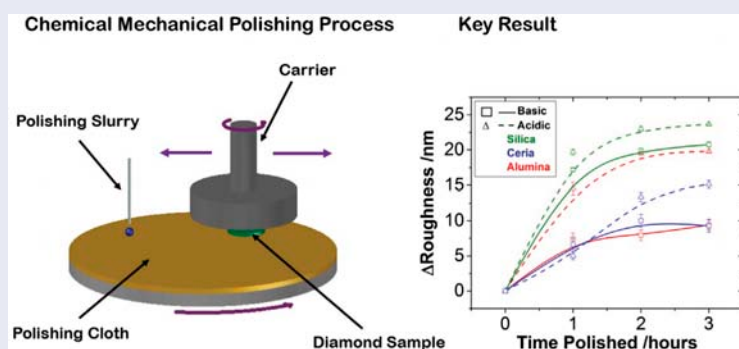 Chemical Mechanical Polishing Process
Carrier
Polishing Slurry
Polishing Cloth
Diamond Sample
Key Result
ΔRoughness /nm
25
20
15
10
5
0
Basic
Acidic
Silica
Ceria
Alumina
0 1 2 3
Time Polished /hours